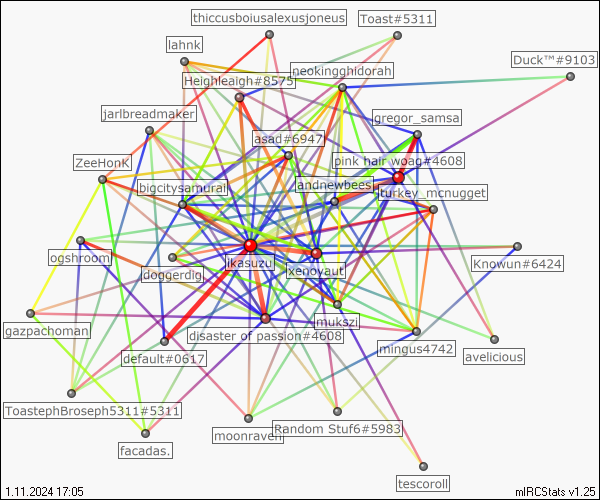 thiccusboiusalexusjoneus
Toast#5311
lahnk
Duck™#9103
neokingghidorah
Heighleaigh#8575
jarlbreadmaker
gregor_samsa
asad#6947
pink hair woag#4608
ZeeHonK
bigcitysamurai
andnewbees
turkey_mcnugget
ogshroom
doggerdig
ikasuzu
xenoyaut
Knowun#6424
gazpachoman
mukszi
disaster of passion#4608
default#0617
mingus4742
avelicious
ToastephBroseph5311#5311
facadas.
moonraven
Random Stuf6#5983
tescoroll
1.11.2024 17:05
mIRCStats v1.25